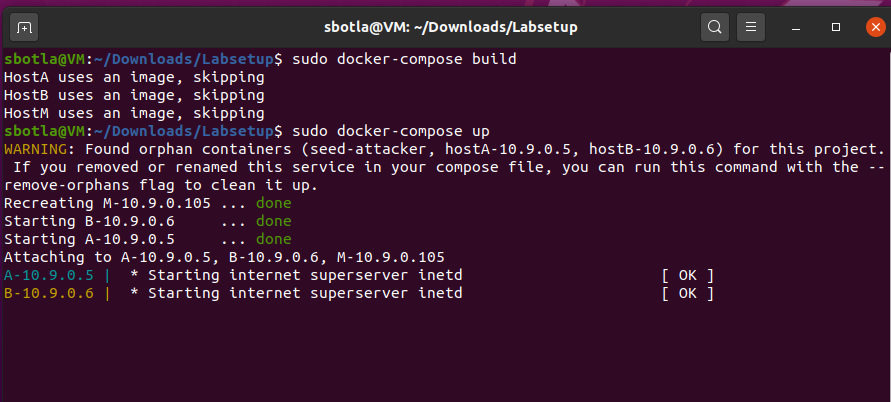 sbotla@VM: ~/Downloads/Labsetup
sbotla@VM:~/Downloads/Labsetup$ sudo docker-compose build
HostA uses an image, skipping
HostB uses an image, skipping
HostM uses an image, skipping
sbotla@VM:~/Downloads/Labsetup$ sudo docker-compose up
WARNING: Found orphan containers (seed-attacker, hostA-10.9.0.5, hostB-10.9.0.6) for this project.
 If you removed or renamed this service in your compose file, you can run this command with the --
remove-orphans flag to clean it up.
Recreating M-10.9.0.105 ... done
Starting B-10.9.0.6     ... done
Starting A-10.9.0.5     ... done
Attaching to A-10.9.0.5, B-10.9.0.6, M-10.9.0.105
A-10.9.0.5 |  * Starting internet superserver inetd                      [ OK ]
B-10.9.0.6 |  * Starting internet superserver inetd                      [ OK ]